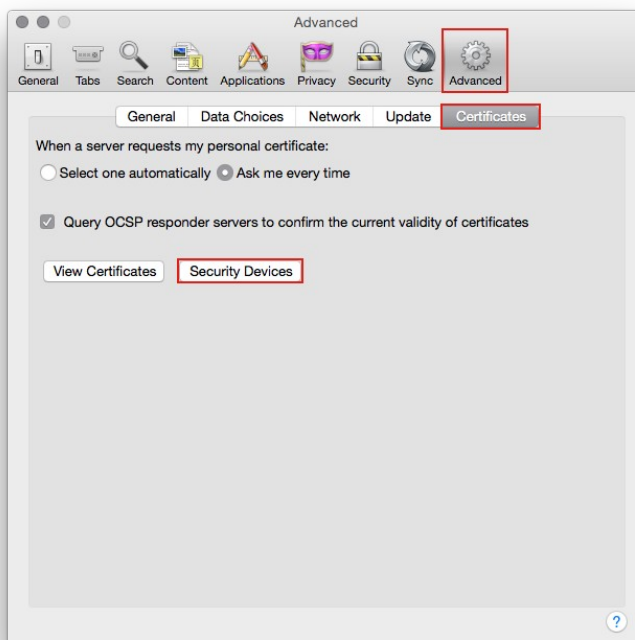 Advanced
General Tabs Search Content Applications Privacy Security Sync Advanced
General Data Choices Network Update Certificates
When a server requests my personal certificate:
Select one automatically Ask me every time
Query OCSP responder servers to confirm the current validity of certificates
View Certificates Security Devices
?